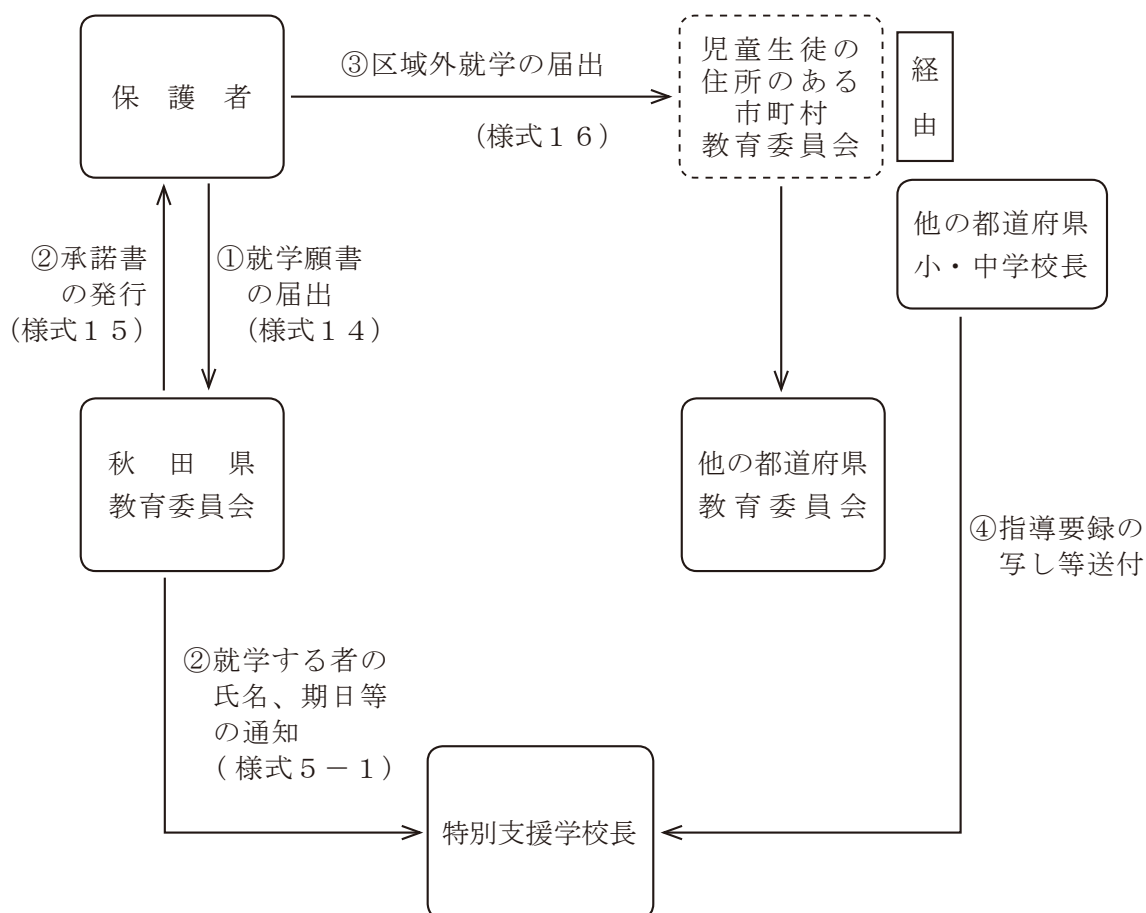 保護者
③区域外就学の届出
(様式１６)
児童生徒の
住所のある
市町村
教育委員会
経由
他の都道府県
小・中学校長
②承諾書
の発行
(様式１５)
①就学願書
の届出
(様式１４)
秋田県
教育委員会
他の都道府県
教育委員会
④指導要録の
写し等送付
②就学する者の
氏名、期日等
の通知
(様式５－１)
特別支援学校長